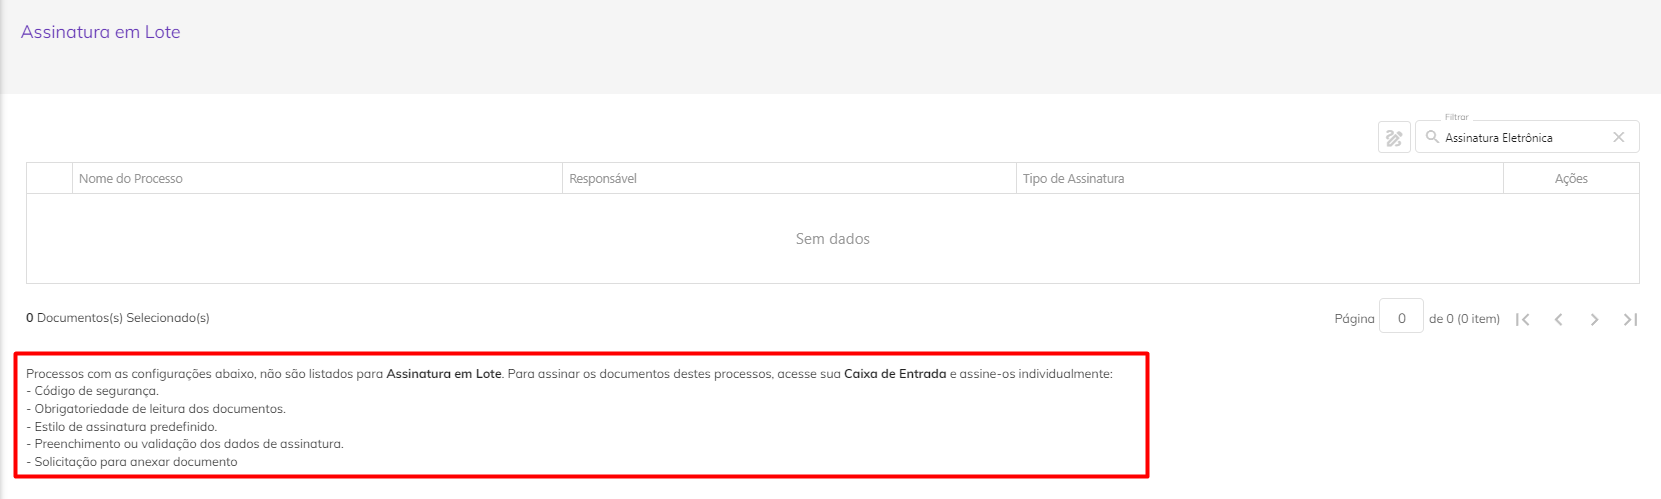 Assinatura em Lote
Filtrar
Assinatura Eletrônica
Nome do Processo Responsável Tipo de Assinatura Ações
Sem dados
0 Documentos(s) Selecionado(s)
Página 0 de 0 (0 item)
Processos com as configurações abaixo, não são listados para Assinatura em Lote. Para assinar os documentos destes processos, acesse sua Caixa de Entrada e assine-os individualmente:
- Código de segurança.
- Obrigatoriedade de leitura dos documentos.
- Estilo de assinatura predefinido.
- Preenchimento ou validação dos dados de assinatura.
- Solicitação para anexar documento